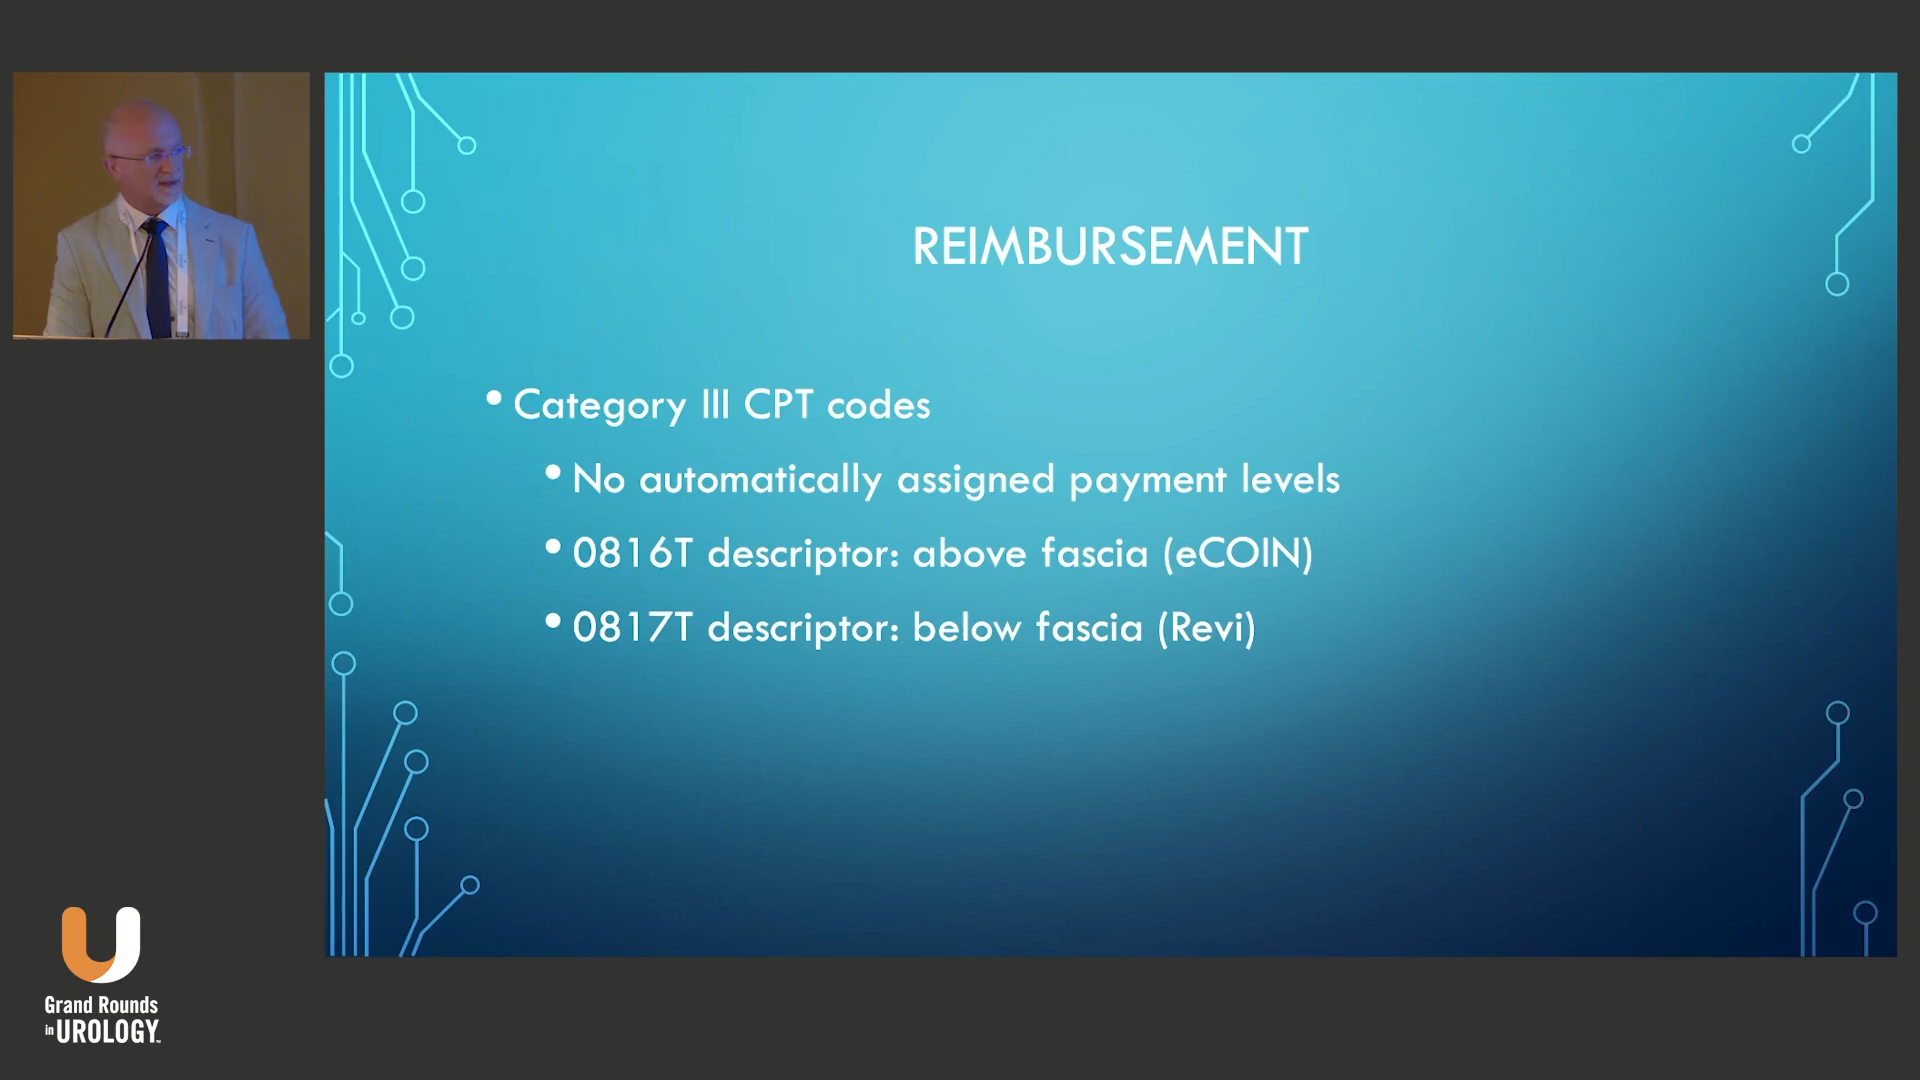 REIMBURSEMENT
• Category III CPT codes
• No automatically assigned payment levels
• 0816T descriptor: above fascia (eCOIN)
• 0817T descriptor: below fascia (Revi)
Grand Rounds
in UROLOGY™